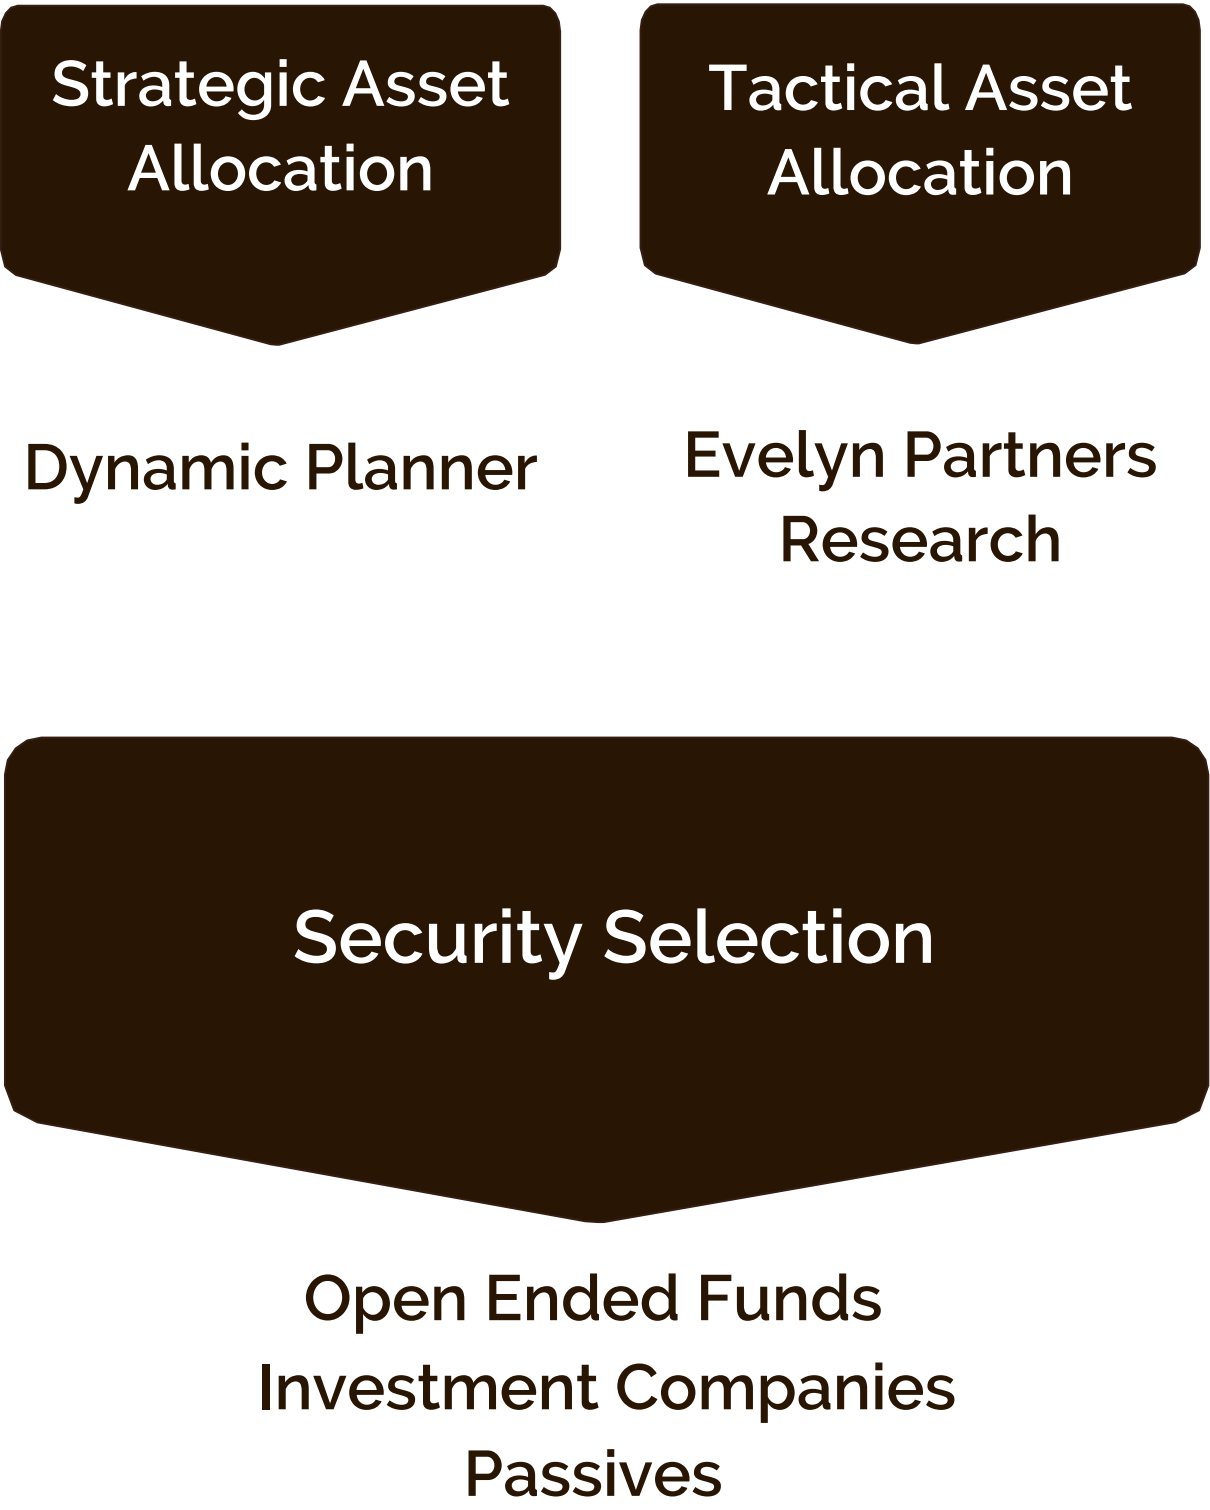 Strategic Asset
Allocation
Tactical Asset
Allocation
Dynamic Planner
Evelyn Partners
Research
Security Selection
Open Ended Funds
Investment Companies
Passives